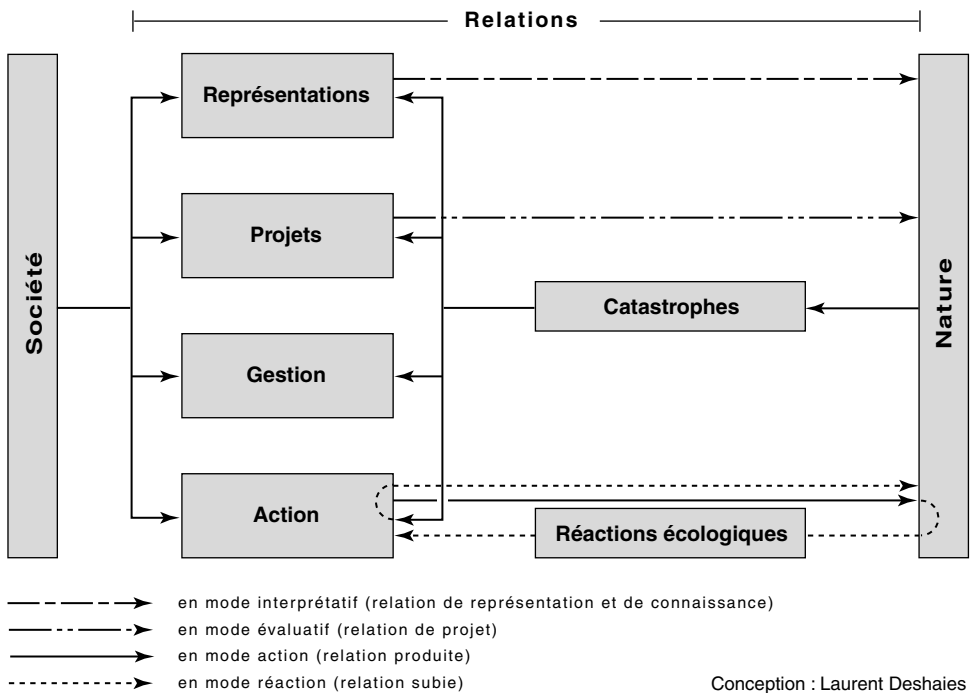 Relations
Société
Représentations
Projets
Gestion
Action
Catastrophes
Réactions écologiques
Nature
en mode interprétatif (relation de représentation et de connaissance)
en mode évaluatif (relation de projet)
en mode action (relation produite)
en mode réaction (relation subie)
Conception : Laurent Deshaies